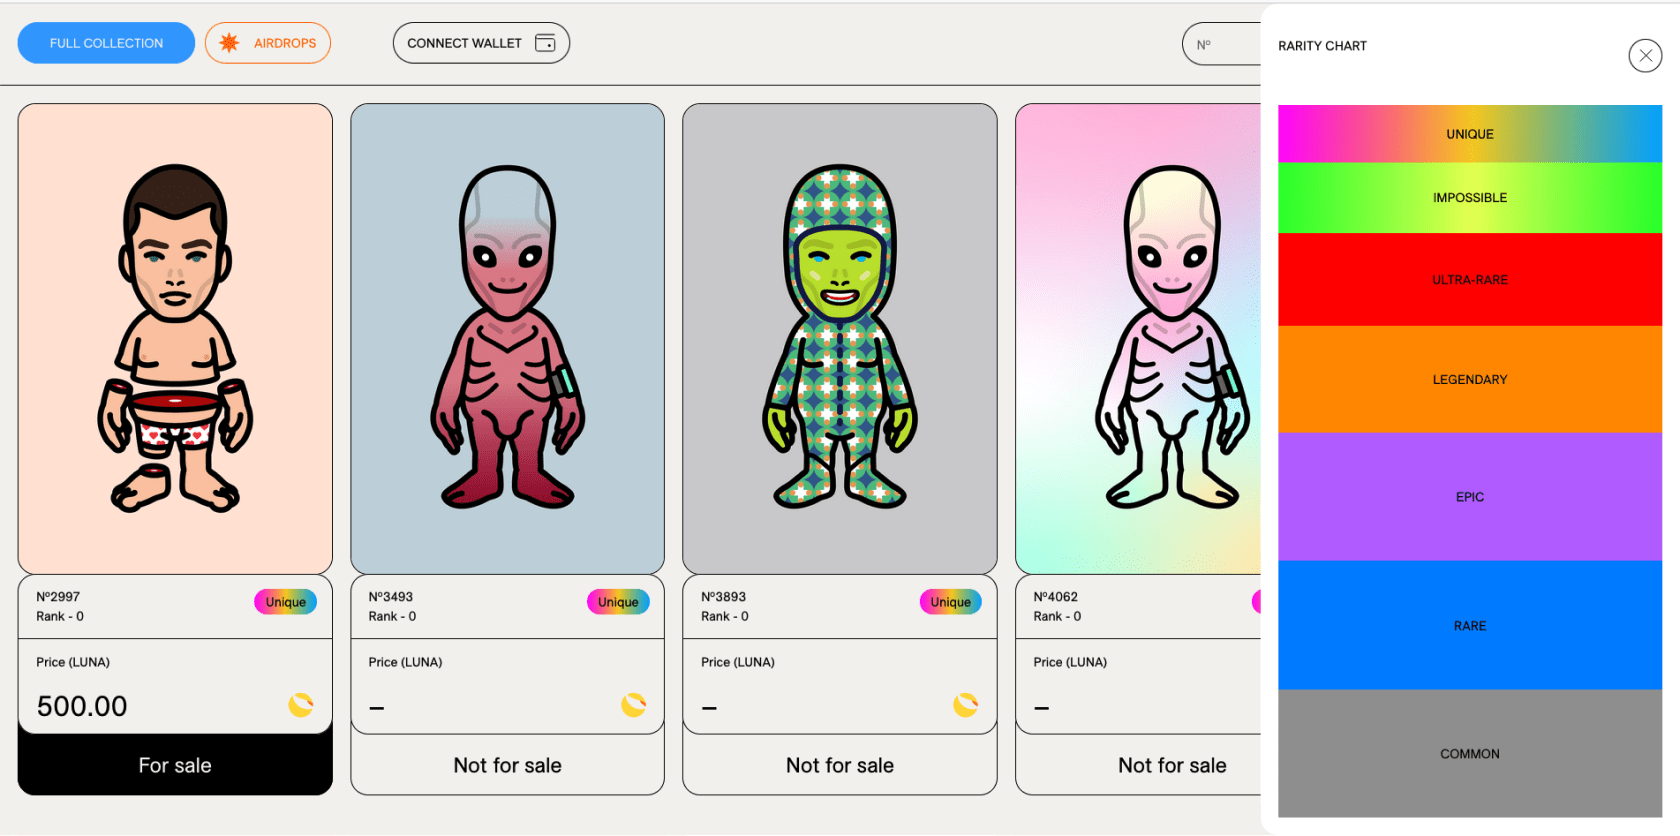 FULL COLLECTION
AIRDROPS
CONNECT WALLET
Nº
RARITY CHART
UNIQUE
IMPOSSIBLE
ULTRA-RARE
LEGENDARY
EPIC
RARE
COMMON
Nº2997
Rank - 0
Unique
Price (LUNA)
500.00
For sale
Nº3493
Rank - 0
Unique
Price (LUNA)
–
Not for sale
Nº3893
Rank - 0
Unique
Price (LUNA)
–
Not for sale
Nº4062
Rank - 0
Price (LUNA)
–
Not for sale